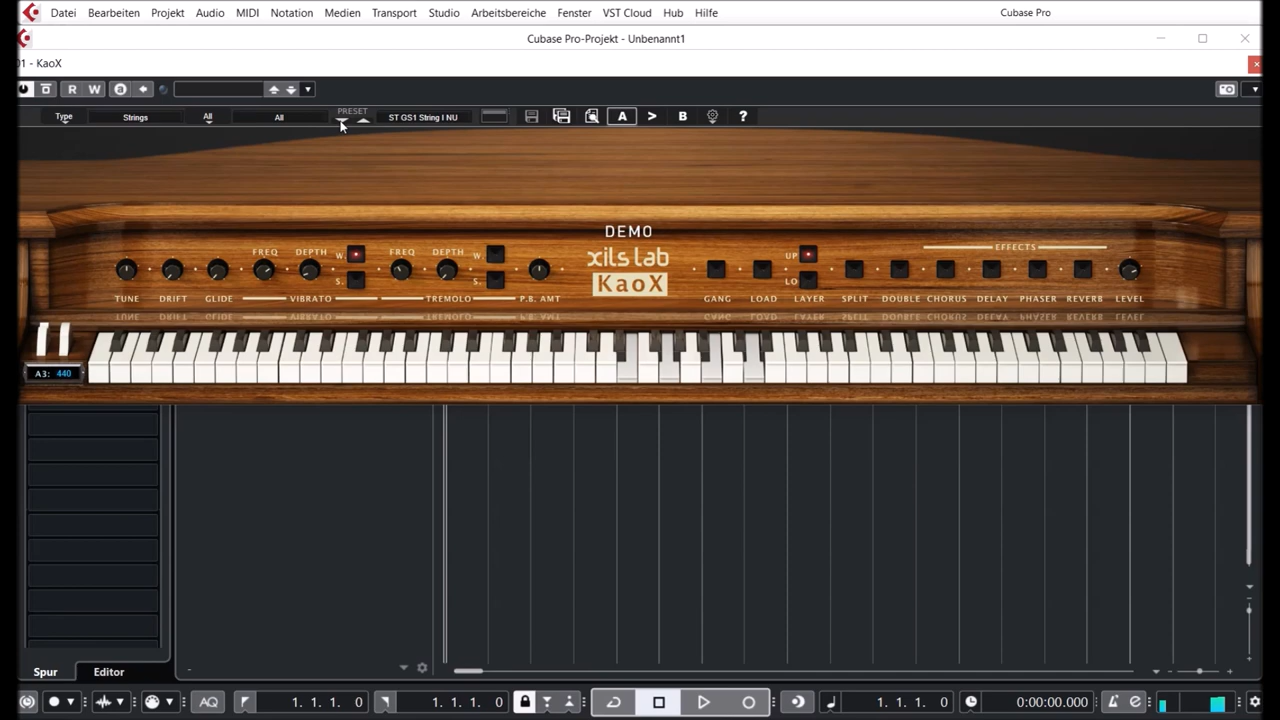 Datei Bearbeiten Projekt Audio MIDI Notation Medien Transport Studio Arbeitsbereiche Fenster VST Cloud Hub Hilfe Cubase Pro
Cubase Pro-Projekt - Unbenannt1
01 - KaoX
R W a
PRESET
Type Strings All All ST GS1 String I NU A > B ?
DEMO
EFFECTS
FREQ DEPTH W. FREQ DEPTH W. xils lab UP
S. S. KaoX LO
TUNE DRIFT GLIDE VIBRATO TREMOLO P.B. AMT GANG LOAD LAYER SPLIT DOUBLE CHORUS DELAY PHASER REVERB LEVEL
A3: 440
Spur Editor -
AQ 1. 1. 1. 0 1. 1. 1. 0 1. 1. 1. 0 0:00:00.000